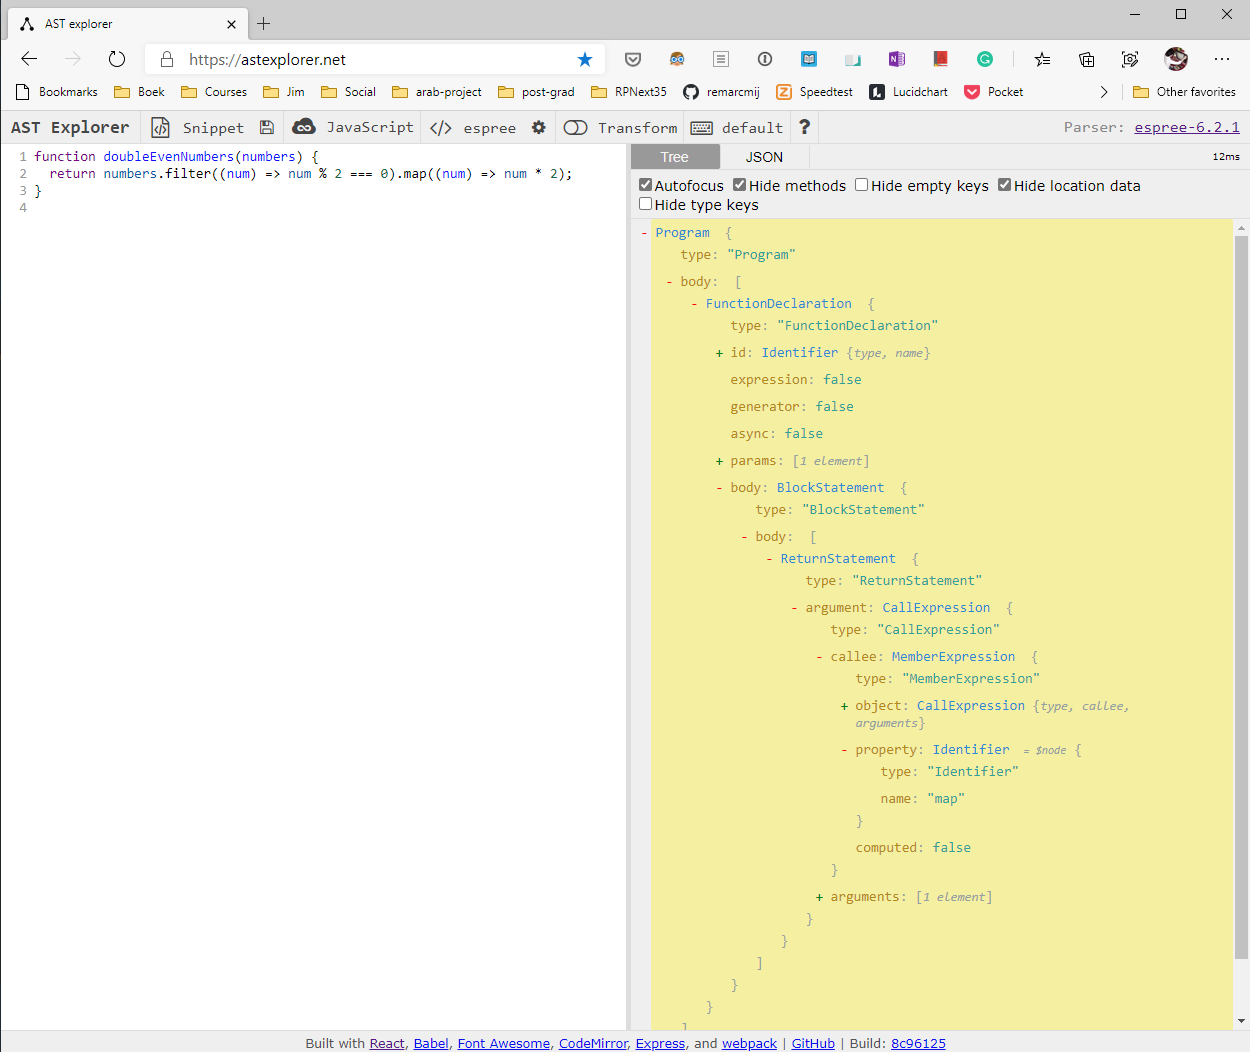 AST explorer
https://astexplorer.net
Bookmarks Boek Courses Jim Social arab-project post-grad RPNext35 remarcmij Speedtest Lucidchart Pocket Other favorites
AST Explorer Snippet JavaScript </> espree Transform default ? Parser: espree-6.2.1
1 function doubleEvenNumbers(numbers) {
2 return numbers.filter((num) => num % 2 === 0).map((num) => num * 2);
3 }
4
Tree JSON 12ms
Autofocus Hide methods Hide empty keys Hide location data
Hide type keys
- Program {
type: "Program"
- body: [
- FunctionDeclaration {
type: "FunctionDeclaration"
+ id: Identifier {type, name}
expression: false
generator: false
async: false
+ params: [1 element]
- body: BlockStatement {
type: "BlockStatement"
- body: [
- ReturnStatement {
type: "ReturnStatement"
- argument: CallExpression {
type: "CallExpression"
- callee: MemberExpression {
type: "MemberExpression"
+ object: CallExpression {type, callee,
arguments}
- property: Identifier = $node {
type: "Identifier"
name: "map"
}
computed: false
}
+ arguments: [1 element]
}
}
]
}
}
]
Built with React, Babel, Font Awesome, CodeMirror, Express, and webpack | GitHub | Build: 8c96125